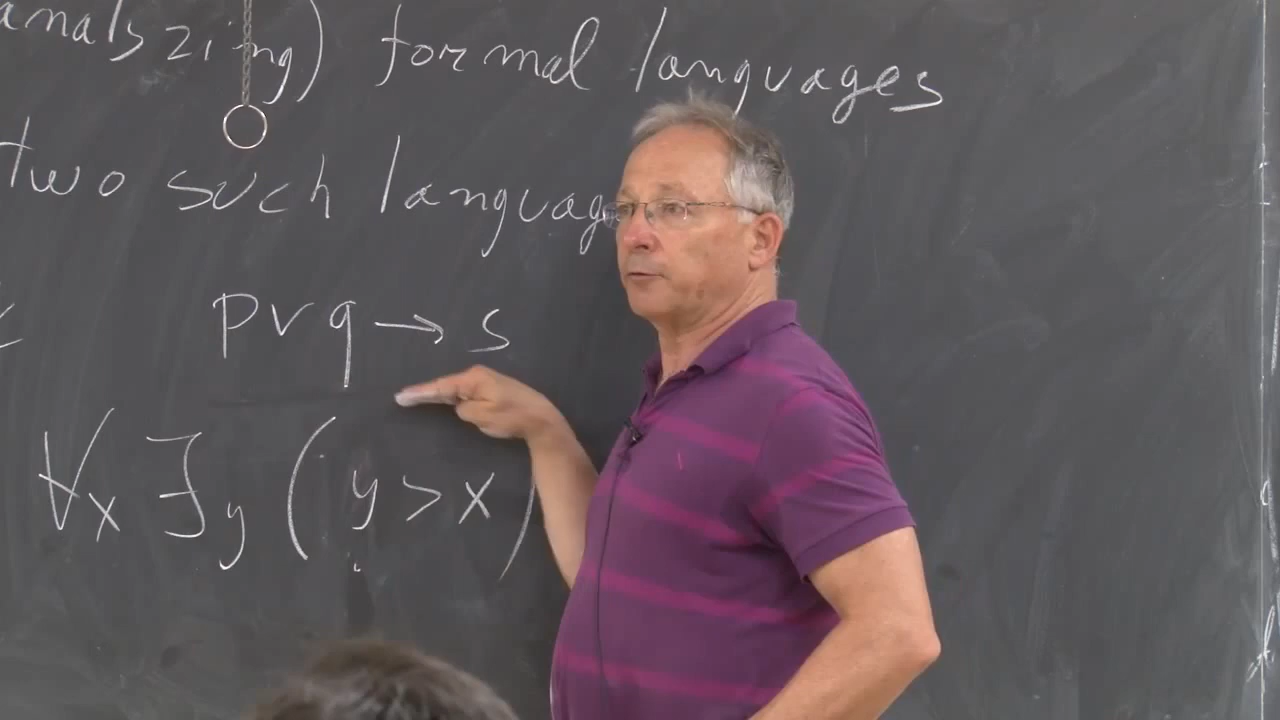 analyzing) formal languages
two such languag
p ∨ q → s
∀x ∃y (y > x)